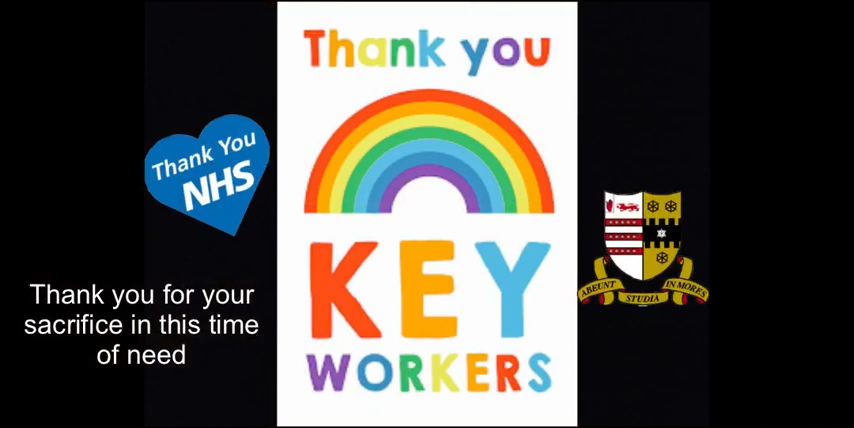 Thank you
Thank You
NHS
KEY
WORKERS
Thank you for your
sacrifice in this time
of need
ABEUNT STUDIA IN MORES